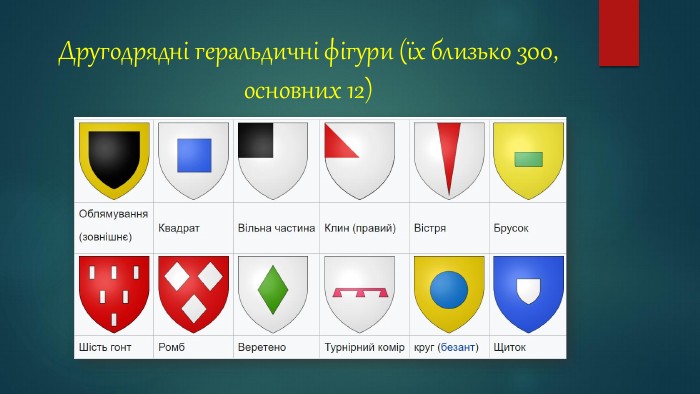 Другодрядні геральдичні фігури (їх близько 300,
основних 12)
Облямування
(зовнішнє)
Квадрат
Вільна частина
Клин (правий)
Вістря
Брусок
Шість гонт
Ромб
Веретено
Турнірний комір
круг (безант)
Щиток